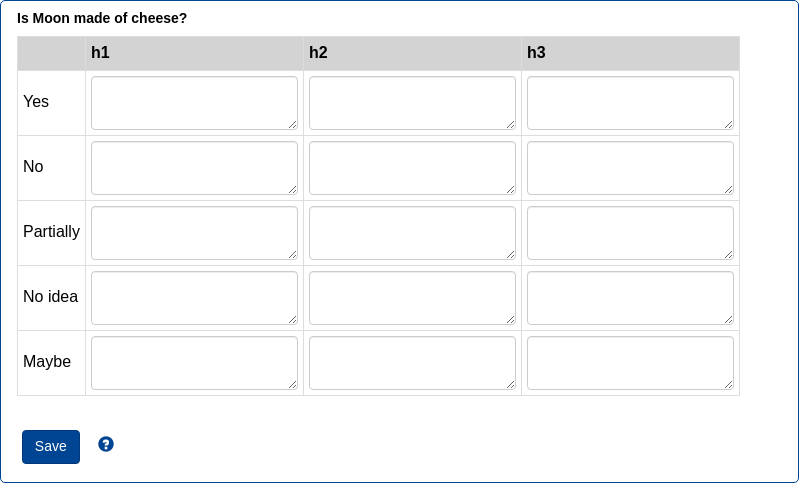 Is Moon made of cheese?
h1 h2 h3
Yes
No
Partially
No idea
Maybe
Save ?